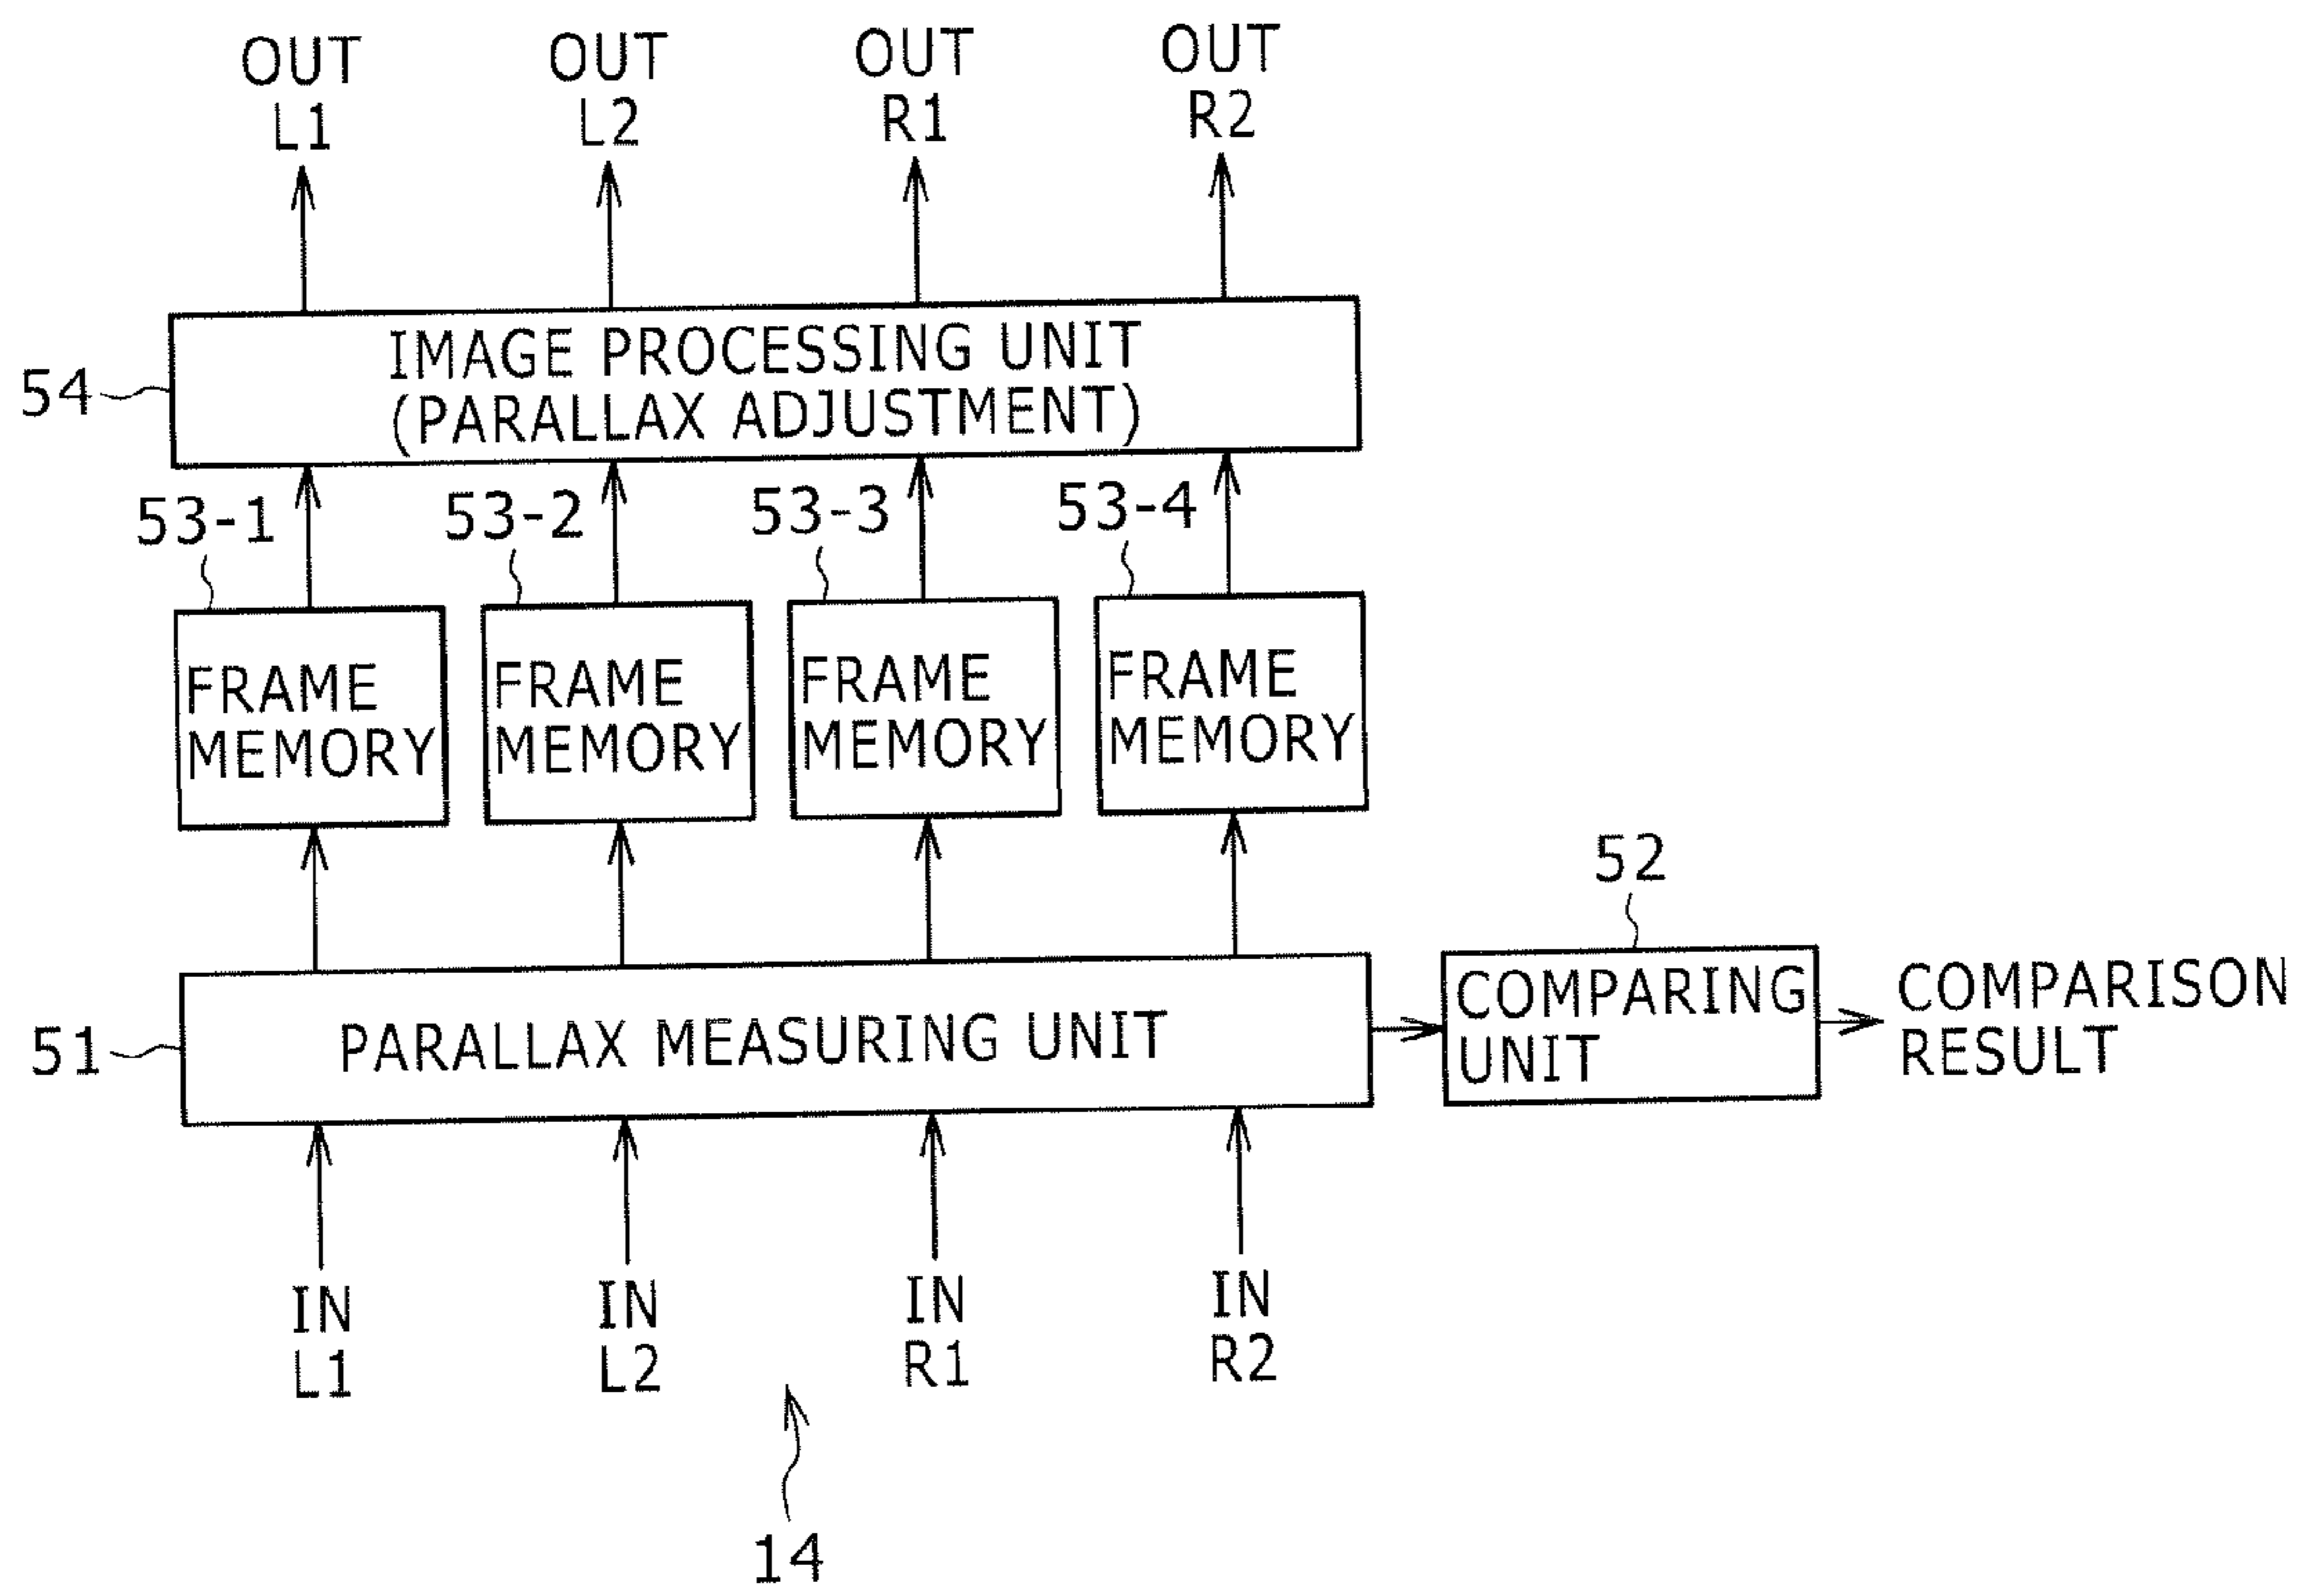 OUT
L1
OUT
L2
OUT
R1
OUT
R2
54
IMAGE PROCESSING UNIT
(PARALLAX ADJUSTMENT)
53-1
53-2
53-3
53-4
FRAME
MEMORY
FRAME
MEMORY
FRAME
MEMORY
FRAME
MEMORY
52
51
PARALLAX MEASURING UNIT
COMPARING
UNIT
COMPARISON
RESULT
IN
L1
IN
L2
IN
R1
IN
R2
14